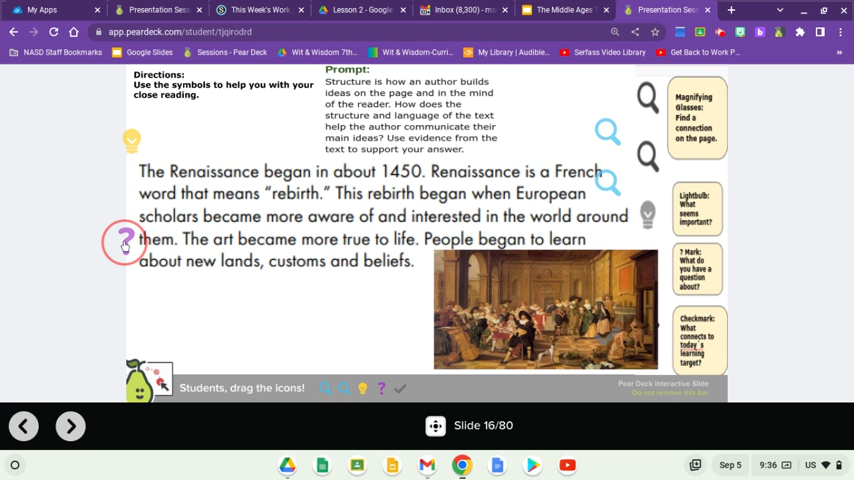 My Apps
Presentation Sess
This Week's Work
Lesson 2 - Google
Inbox (8,300) - ms
The Middle Ages T
Presentation Sess
app.peardeck.com/student/tjqirodrd
NASD Staff Bookmarks
Google Slides
Sessions - Pear Deck
Wit & Wisdom 7th...
Wit & Wisdom-Curri...
My Library | Audible...
Serfass Video Library
Get Back to Work P...
Directions:
Use the symbols to help you with your
close reading.
Prompt:
Structure is how an author builds
ideas on the page and in the mind
of the reader. How does the
structure and language of the text
help the author communicate their
main ideas? Use evidence from the
text to support your answer.
The Renaissance began in about 1450. Renaissance is a French
word that means “rebirth.” This rebirth began when European
scholars became more aware of and interested in the world around
them. The art became more true to life. People began to learn
about new lands, customs and beliefs.
Magnifying
Glasses:
Find a
connection
on the page.
Lightbulb:
What
seems
important?
? Mark:
What do
you have a
question
about?
Checkmark:
What
connects to
today's
learning
target?
Students, drag the icons!
Pear Deck Interactive Slide
Do not remove this bar
Slide 16/80
Sep 5
9:36
US